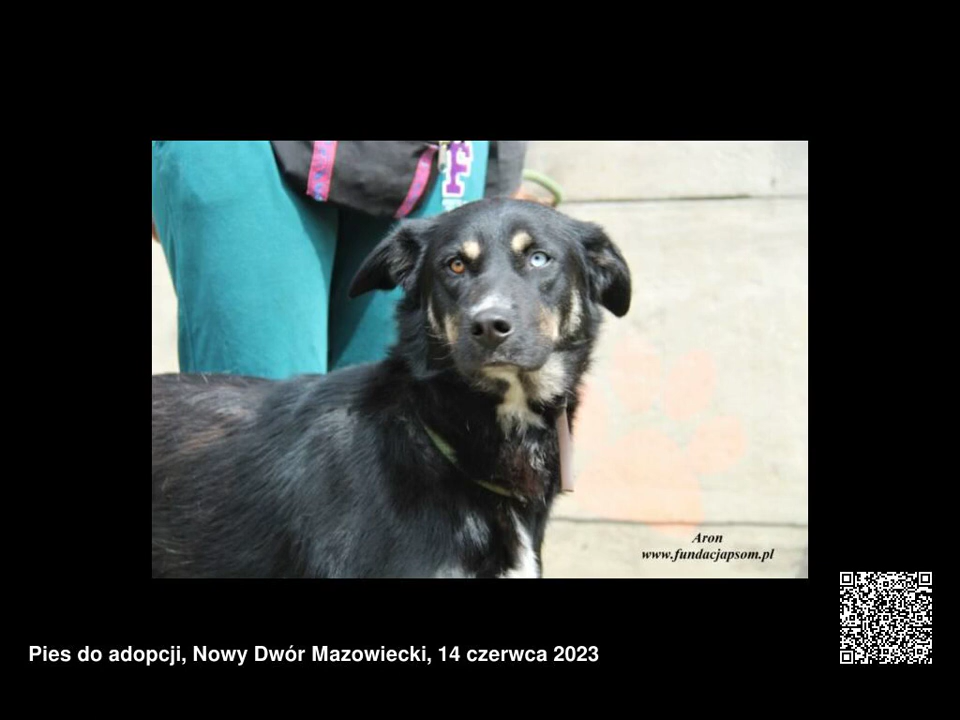 F
Aron
www.fundacjapsom.pl
Pies do adopcji, Nowy Dwór Mazowiecki, 14 czerwca 2023